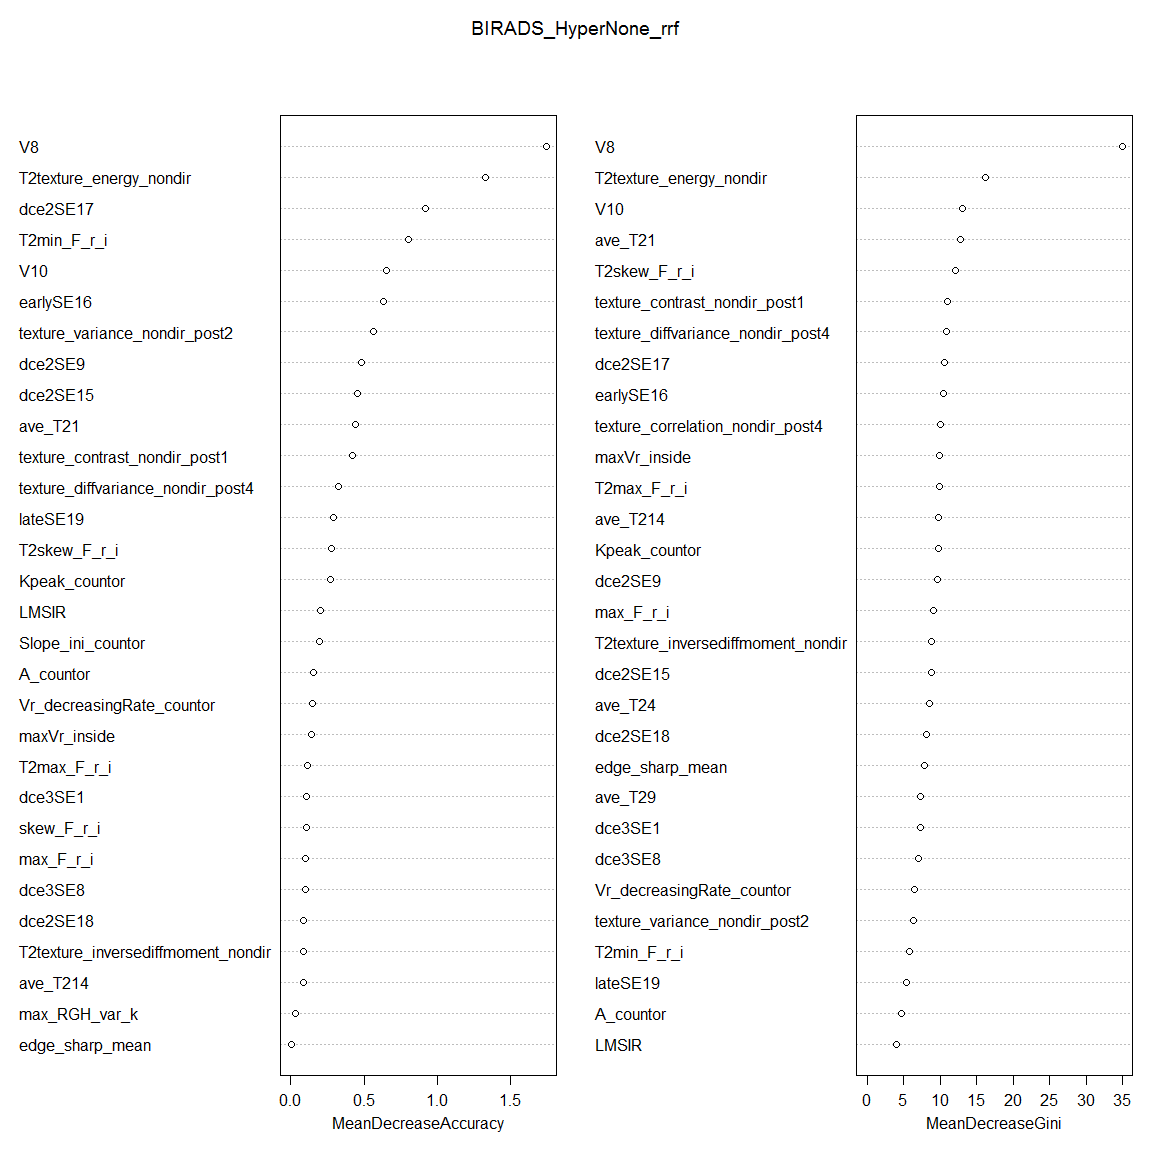 BIRADS_HyperNone_rrf
V8
T2texture_energy_nondir
dce2SE17
T2min_F_r_i
V10
earlySE16
texture_variance_nondir_post2
dce2SE9
dce2SE15
ave_T21
texture_contrast_nondir_post1
texture_diffvariance_nondir_post4
lateSE19
T2skew_F_r_i
Kpeak_countor
LMSIR
Slope_ini_countor
A_countor
Vr_decreasingRate_countor
maxVr_inside
T2max_F_r_i
dce3SE1
skew_F_r_i
max_F_r_i
dce3SE8
dce2SE18
T2texture_inversediffmoment_nondir
ave_T214
max_RGH_var_k
edge_sharp_mean
0.0 0.5 1.0 1.5
MeanDecreaseAccuracy
V8
T2texture_energy_nondir
V10
ave_T21
T2skew_F_r_i
texture_contrast_nondir_post1
texture_diffvariance_nondir_post4
dce2SE17
earlySE16
texture_correlation_nondir_post4
maxVr_inside
T2max_F_r_i
ave_T214
Kpeak_countor
dce2SE9
max_F_r_i
T2texture_inversediffmoment_nondir
dce2SE15
ave_T24
dce2SE18
edge_sharp_mean
ave_T29
dce3SE1
dce3SE8
Vr_decreasingRate_countor
texture_variance_nondir_post2
T2min_F_r_i
lateSE19
A_countor
LMSIR
0 5 10 15 20 25 30 35
MeanDecreaseGini